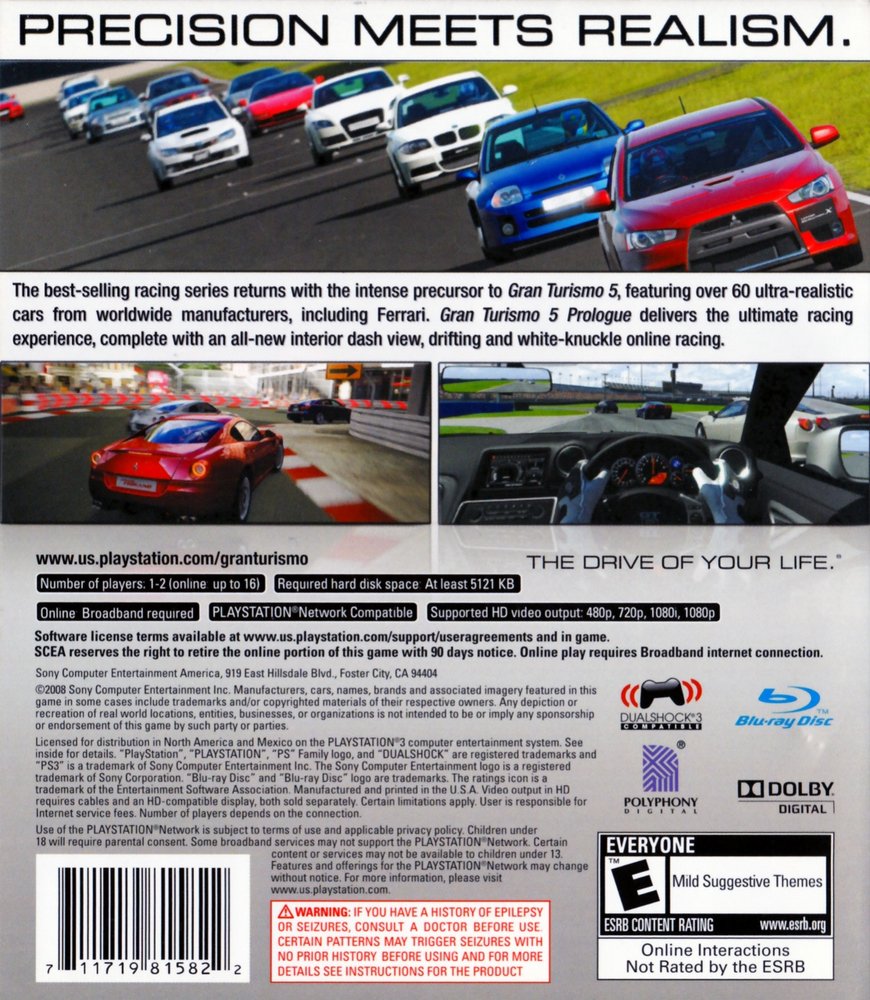 PRECISION MEETS REALISM.
The best-selling racing series returns with the intense precursor to Gran Turismo 5, featuring over 60 ultra-realistic
cars from worldwide manufacturers, including Ferrari. Gran Turismo 5 Prologue delivers the ultimate racing
experience, complete with an all-new interior dash view, drifting and white-knuckle online racing.
www.us.playstation.com/granturismo
THE DRIVE OF YOUR LIFE.®
Number of players: 1-2 (online: up to 16)
Required hard disk space: At least 5121 KB
Online: Broadband required
PLAYSTATION®Network Compatible
Supported HD video output: 480p, 720p, 1080i, 1080p
Software license terms available at www.us.playstation.com/support/useragreements and in game.
SCEA reserves the right to retire the online portion of this game with 90 days notice. Online play requires Broadband internet connection.
Sony Computer Entertainment America, 919 East Hillsdale Blvd., Foster City, CA 94404
©2008 Sony Computer Entertainment Inc. Manufacturers, cars, names, brands and associated imagery featured in this
game in some cases include trademarks and/or copyrighted materials of their respective owners. Any depiction or
recreation of real world locations, entities, businesses, or organizations is not intended to be or imply any sponsorship
or endorsement of this game by such party or parties.
Licensed for distribution in North America and Mexico on the PLAYSTATION®3 computer entertainment system. See
inside for details. "PlayStation", "PLAYSTATION", "PS" Family logo, and "DUALSHOCK" are registered trademarks and
"PS3" is a trademark of Sony Computer Entertainment Inc. The Sony Computer Entertainment logo is a registered
trademark of Sony Corporation. "Blu-ray Disc" and "Blu-ray Disc" logo are trademarks. The ratings icon is a
trademark of the Entertainment Software Association. Manufactured and printed in the U.S.A. Video output in HD
requires cables and an HD-compatible display, both sold separately. Certain limitations apply. User is responsible for
Internet service fees. Number of players depends on the connection.
Use of the PLAYSTATION®Network is subject to terms of use and applicable privacy policy. Children under
18 will require parental consent. Some broadband services may not support the PLAYSTATION®Network. Certain
content or services may not be available to children under 13.
Features and offerings for the PLAYSTATION®Network may change
without notice. For more information, please visit
www.us.playstation.com.
DUALSHOCK®3
COMPATIBLE
Blu-ray Disc™
POLYPHONY®
DIGITAL
DOLBY
DIGITAL
EVERYONE
™
E
Mild Suggestive Themes
ESRB CONTENT RATING www.esrb.org
Online Interactions
Not Rated by the ESRB
7 11719 81582 2
WARNING: IF YOU HAVE A HISTORY OF EPILEPSY
OR SEIZURES, CONSULT A DOCTOR BEFORE USE.
CERTAIN PATTERNS MAY TRIGGER SEIZURES WITH
NO PRIOR HISTORY BEFORE USING AND FOR MORE
DETAILS SEE INSTRUCTIONS FOR THE PRODUCT